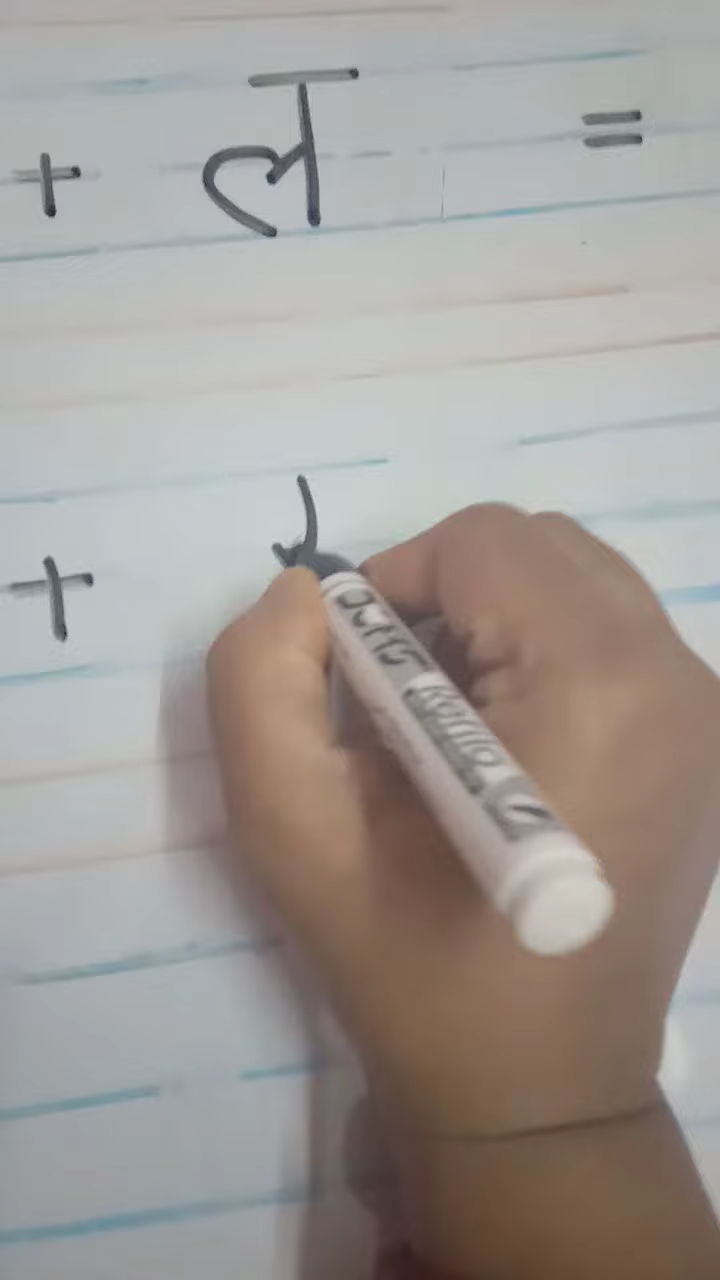 + ल =
+